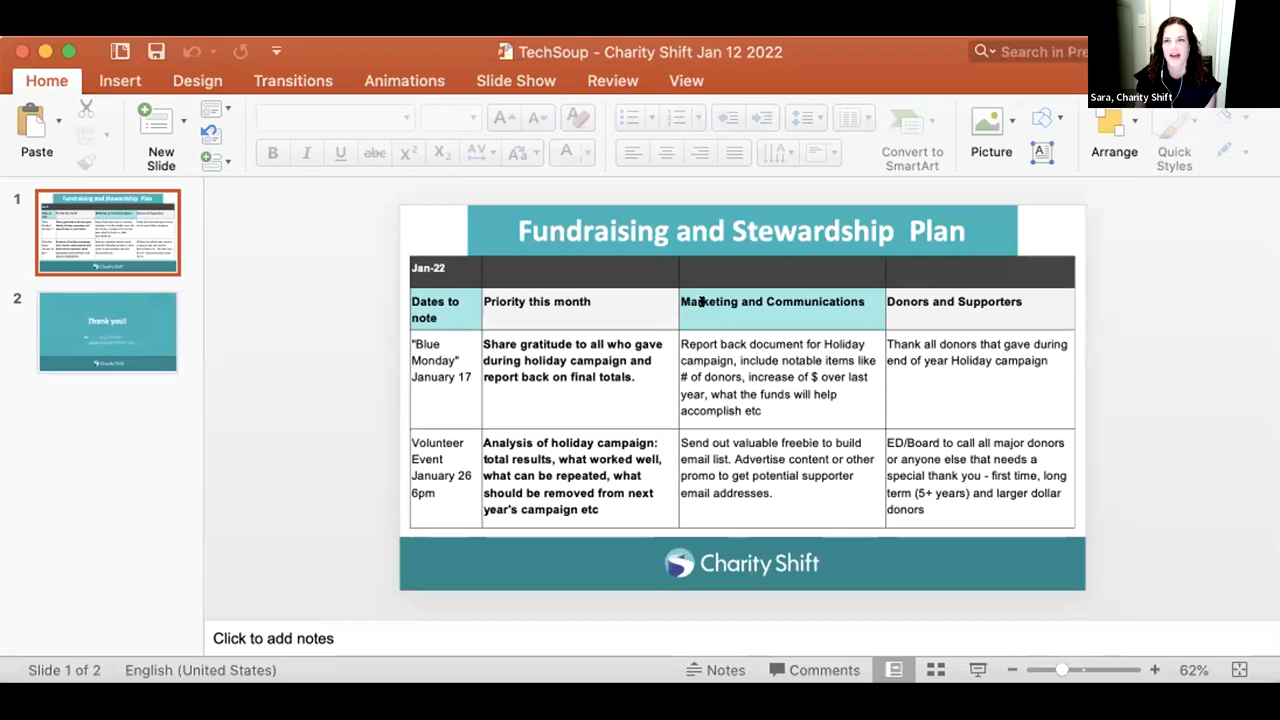 TechSoup - Charity Shift Jan 12 2022
Search in Pre
Sara, Charity Shift
Home Insert Design Transitions Animations Slide Show Review View
Paste
New
Slide
Convert to
SmartArt
Picture
Arrange
Quick
Styles
1
2
Thank you!
Fundraising and Stewardship Plan
Jan-22
Dates to
note
Priority this month
Marketing and Communications
Donors and Supporters
"Blue
Monday"
January 17
Share gratitude to all who gave
during holiday campaign and
report back on final totals.
Report back document for Holiday
campaign, include notable items like
# of donors, increase of $ over last
year, what the funds will help
accomplish etc
Thank all donors that gave during
end of year Holiday campaign
Volunteer
Event
January 26
6pm
Analysis of holiday campaign:
total results, what worked well,
what can be repeated, what
should be removed from next
year's campaign etc
Send out valuable freebie to build
email list. Advertise content or other
promo to get potential supporter
email addresses.
ED/Board to call all major donors
or anyone else that needs a
special thank you - first time, long
term (5+ years) and larger dollar
donors
Charity Shift
Click to add notes
Slide 1 of 2 English (United States) Notes Comments 62%